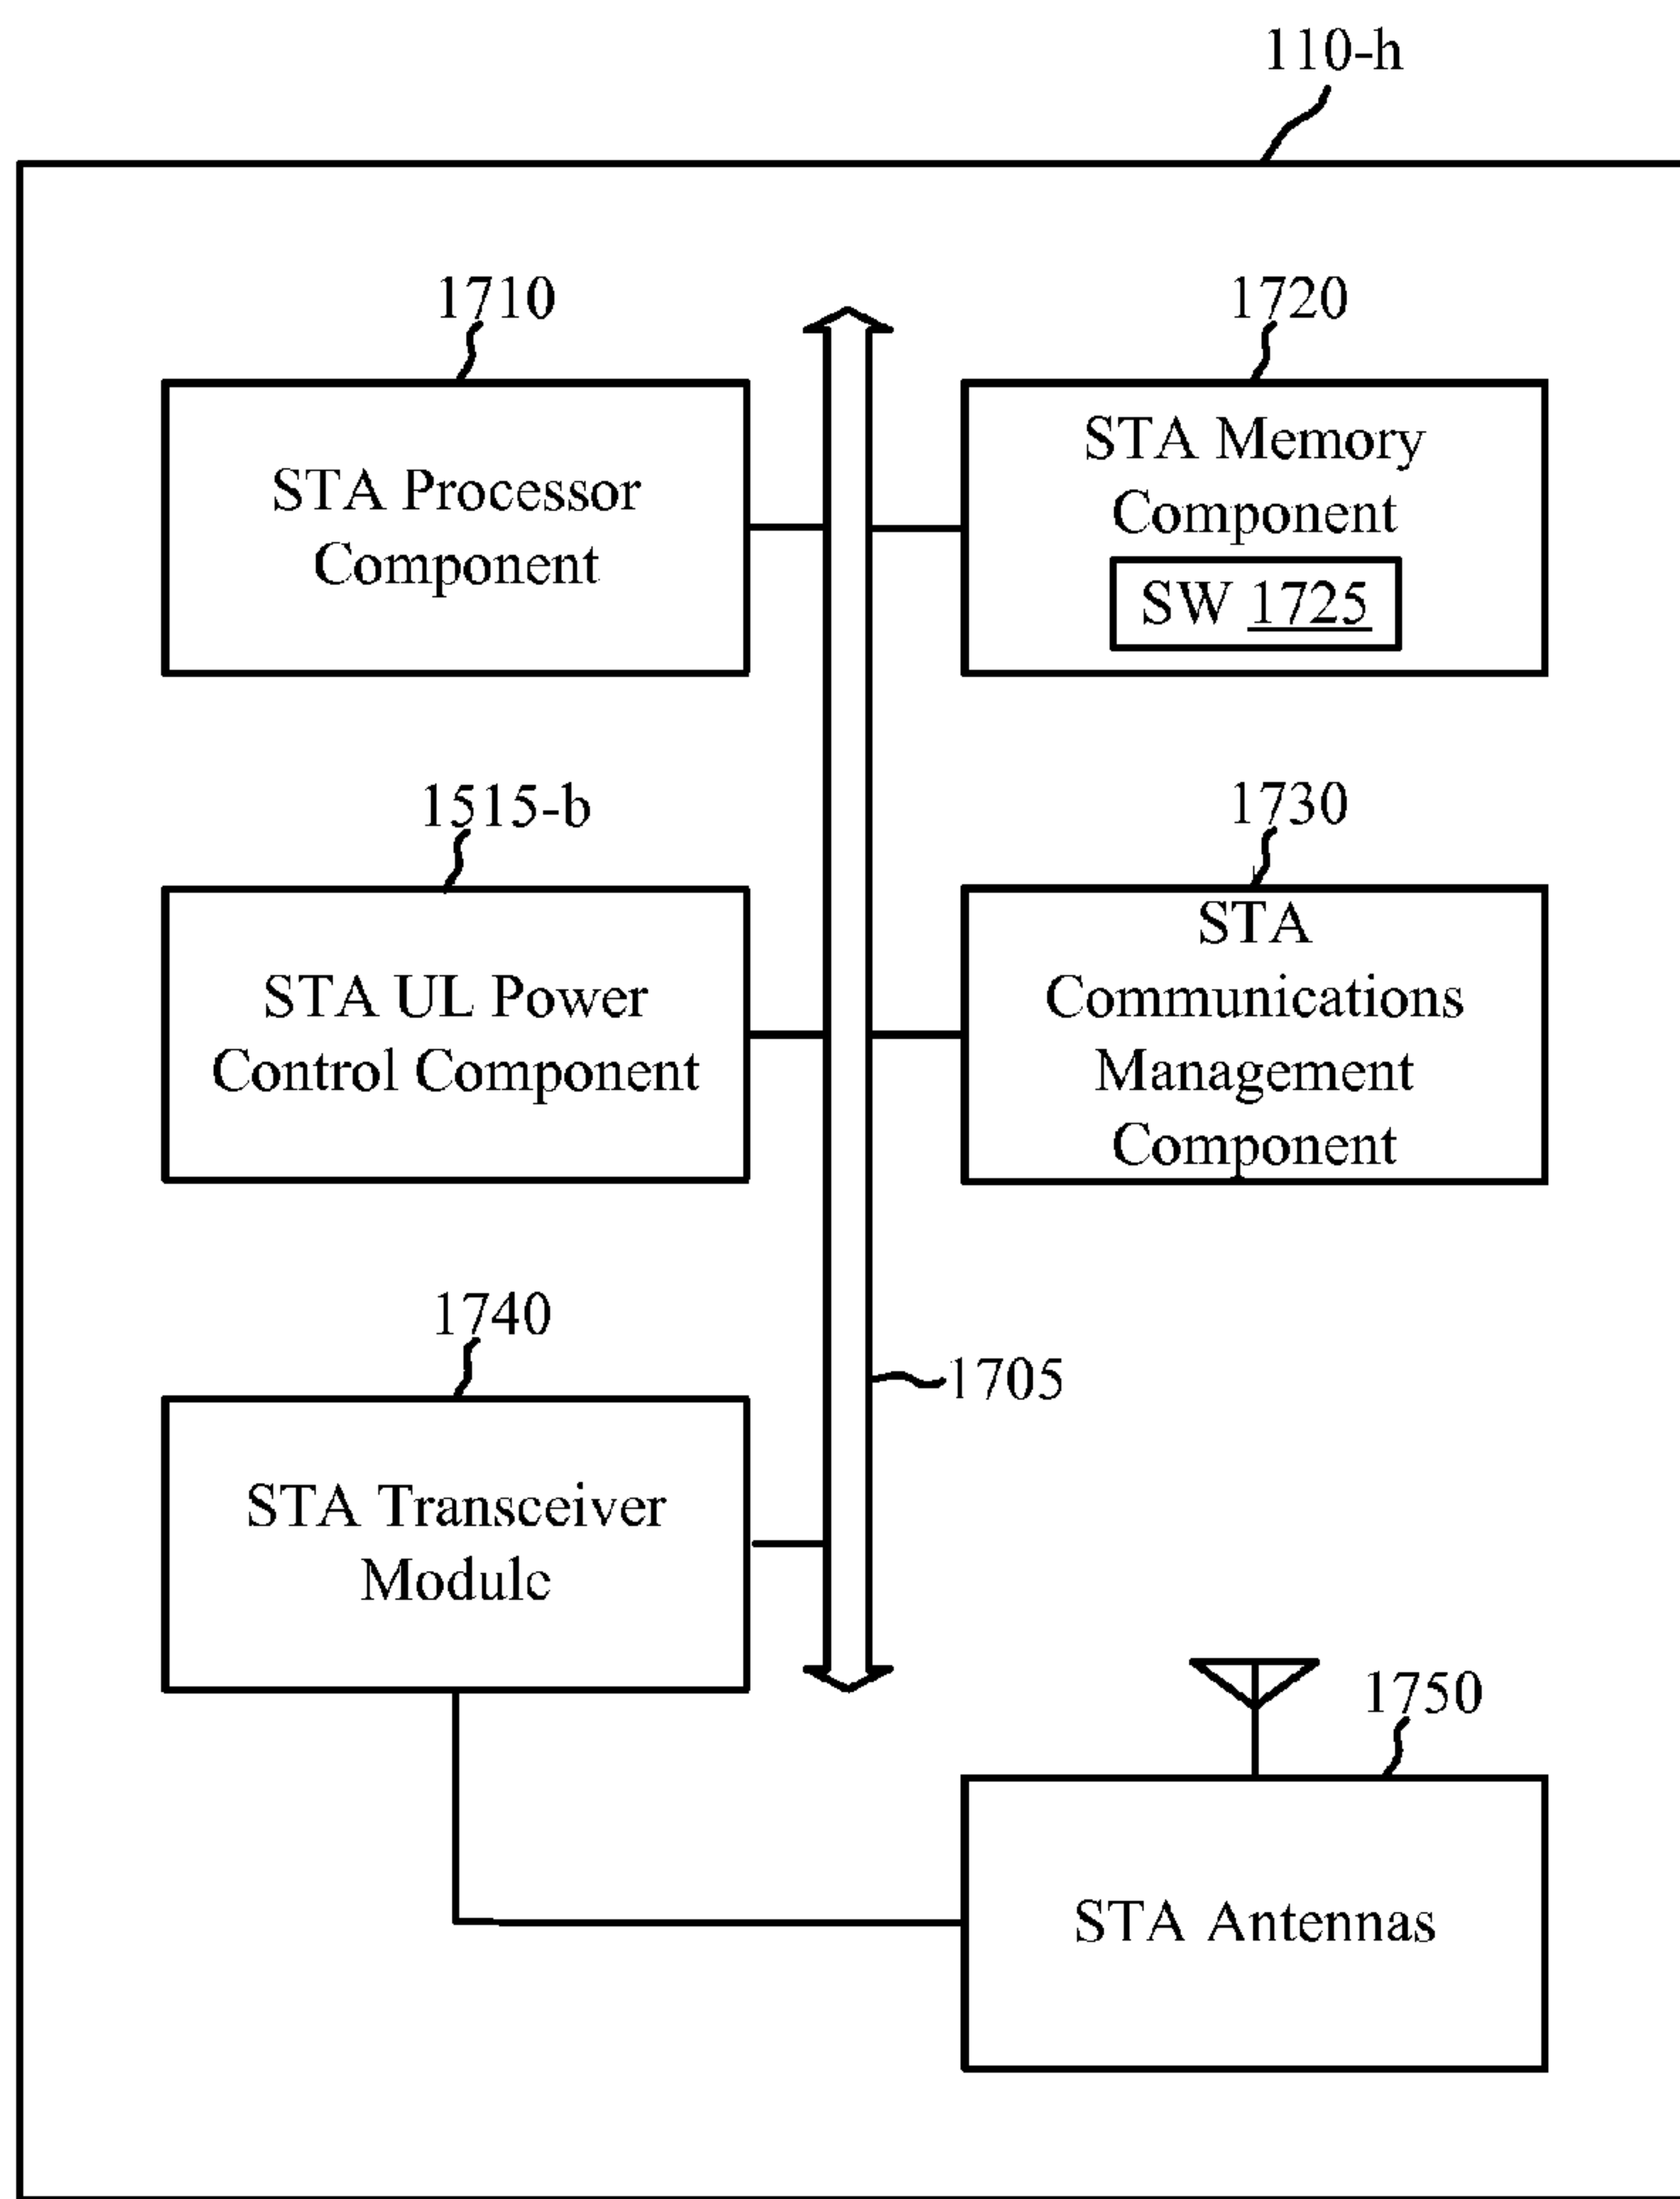 110-h
1710
STA Processor
Component
1720
STA Memory
Component
SW 1725
1515-b
STA UL Power
Control Component
1730
STA
Communications
Management
Component
1740
STA Transceiver
Module
1705
1750
STA Antennas